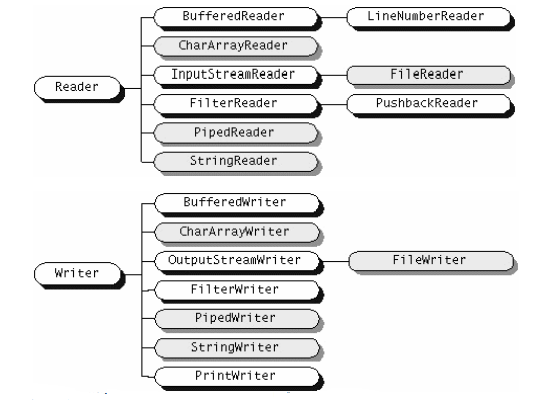 BufferedReader LineNumberReader
CharArrayReader
InputStreamReader FileReader
Reader
FilterReader PushbackReader
PipedReader
StringReader
BufferedWriter
CharArrayWriter
OutputStreamWriter FileWriter
Writer
FilterWriter
PipedWriter
StringWriter
PrintWriter